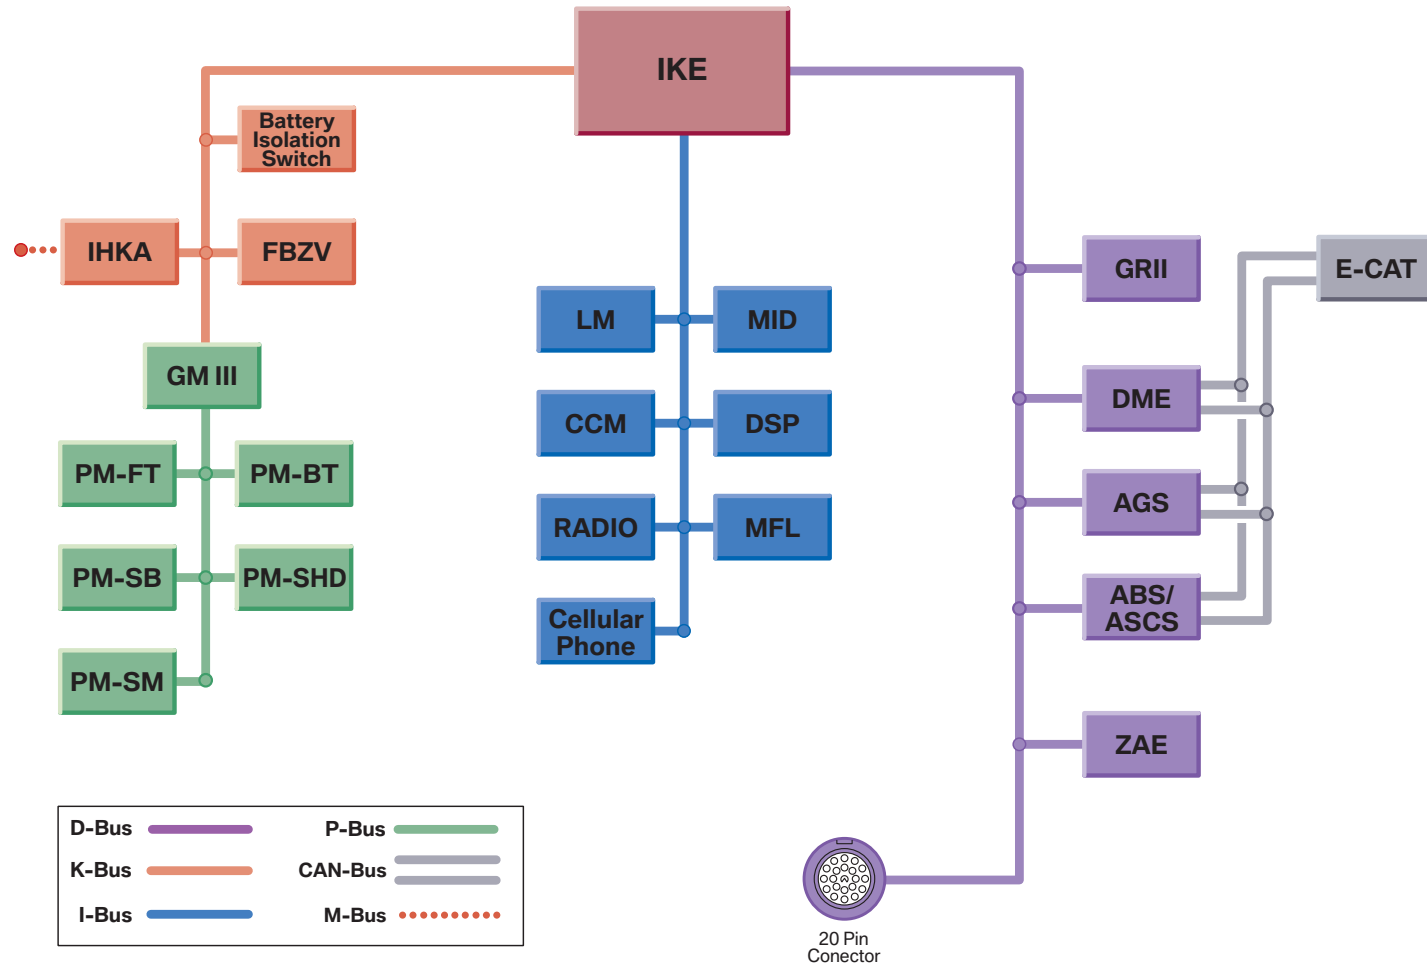 IKE
Battery
Isolation
Switch
IHKA
FBZV
GM III
PM-FT
PM-BT
PM-SB
PM-SHD
PM-SM
LM
MID
CCM
DSP
RADIO
MFL
Cellular
Phone
GRII
E-CAT
DME
AGS
ABS/
ASCS
ZAE
D-Bus
P-Bus
K-Bus
CAN-Bus
I-Bus
M-Bus
20 Pin
Conector